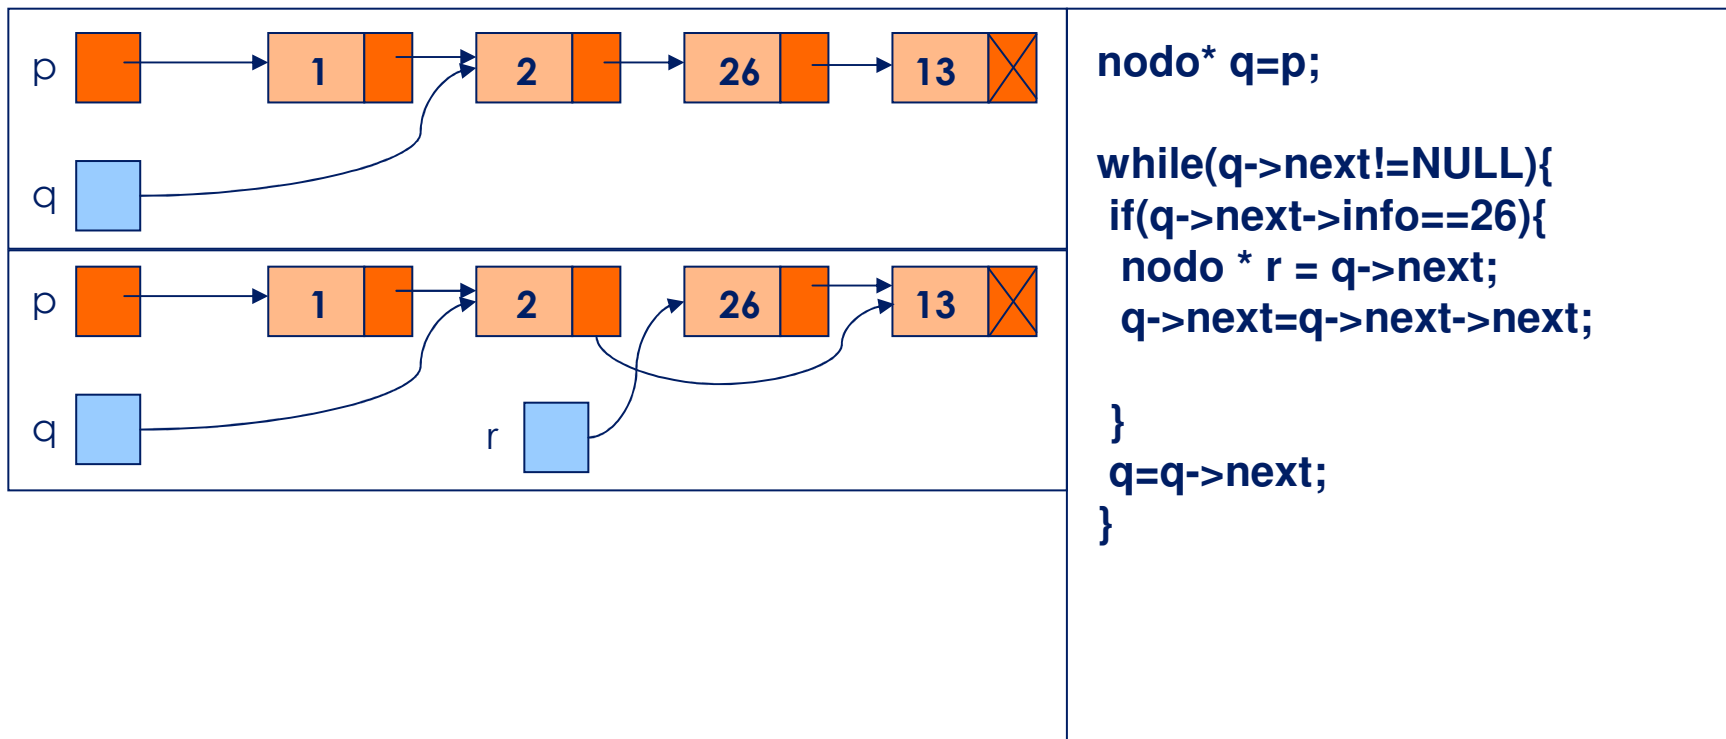 p 1 2 26 13
q
p 1 2 26 13
q r
nodo* q=p;
while(q->next!=NULL){
if(q->next->info==26){
nodo * r = q->next;
q->next=q->next->next;
}
q=q->next;
}